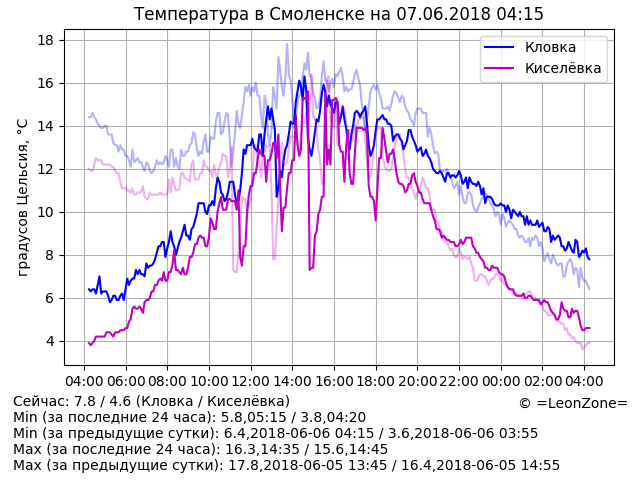 Температура в Смоленске на 07.06.2018 04:15
градусов Цельсия, °C
18
16
14
12
10
8
6
4
Кловка
Киселёвка
04:00 06:00 08:00 10:00 12:00 14:00 16:00 18:00 20:00 22:00 00:00 02:00 04:00
Сейчас: 7.8 / 4.6 (Кловка / Киселёвка)
© =LeonZone=
Min (за последние 24 часа): 5.8,05:15 / 3.8,04:20
Min (за предыдущие сутки): 6.4,2018-06-06 04:15 / 3.6,2018-06-06 03:55
Max (за последние 24 часа): 16.3,14:35 / 15.6,14:45
Max (за предыдущие сутки): 17.8,2018-06-05 13:45 / 16.4,2018-06-05 14:55